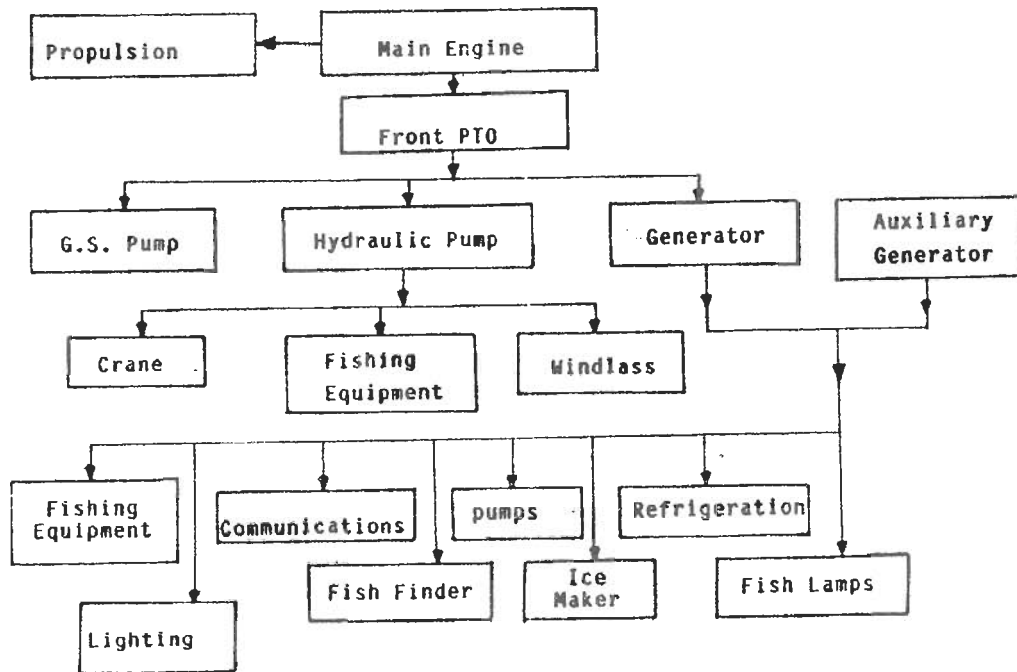 Propulsion
Main Engine
Front PTO
G.S. Pump
Hydraulic Pump
Generator
Auxiliary
Generator
Crane
Fishing
Equipment
Windlass
Fishing
Equipment
Communications
pumps
Refrigeration
Lighting
Fish Finder
Ice
Maker
Fish Lamps